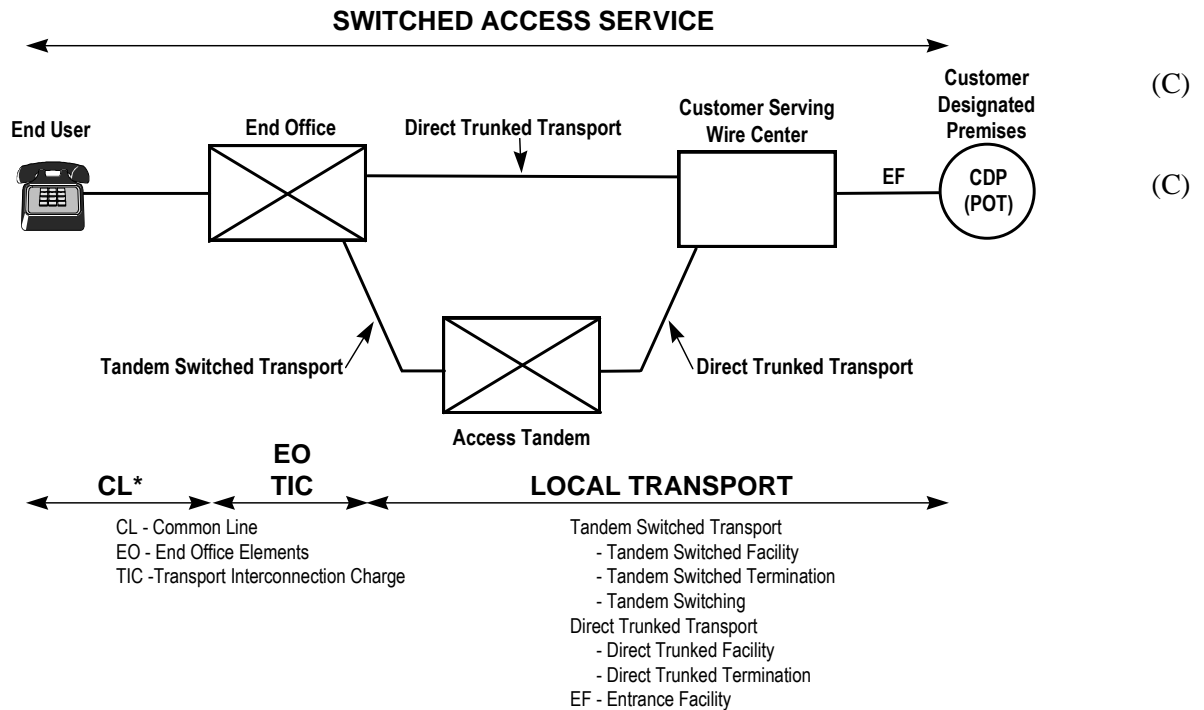 SWITCHED ACCESS SERVICE
Customer
Designated
Premises
(C)
Customer Serving
Wire Center
End User
End Office
Direct Trunked Transport
EF
CDP
(POT)
(C)
Tandem Switched Transport
Direct Trunked Transport
Access Tandem
CL*
EO
TIC
LOCAL TRANSPORT
CL - Common Line
EO - End Office Elements
TIC -Transport Interconnection Charge
Tandem Switched Transport
- Tandem Switched Facility
- Tandem Switched Termination
- Tandem Switching
Direct Trunked Transport
- Direct Trunked Facility
- Direct Trunked Termination
EF - Entrance Facility